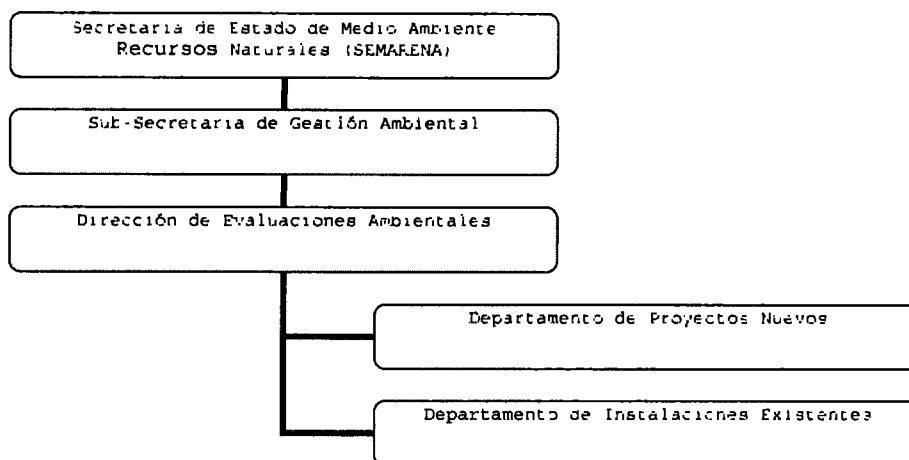 Secretaria de Estado de Medio Ambiente
Recursos Naturales (SEMARENA)
Sub-Secretaria de Gestión Ambiental
Dirección de Evaluaciones Ambientales
Departamento de Proyectos Nuevos
Departamento de Instalaciones Existentes